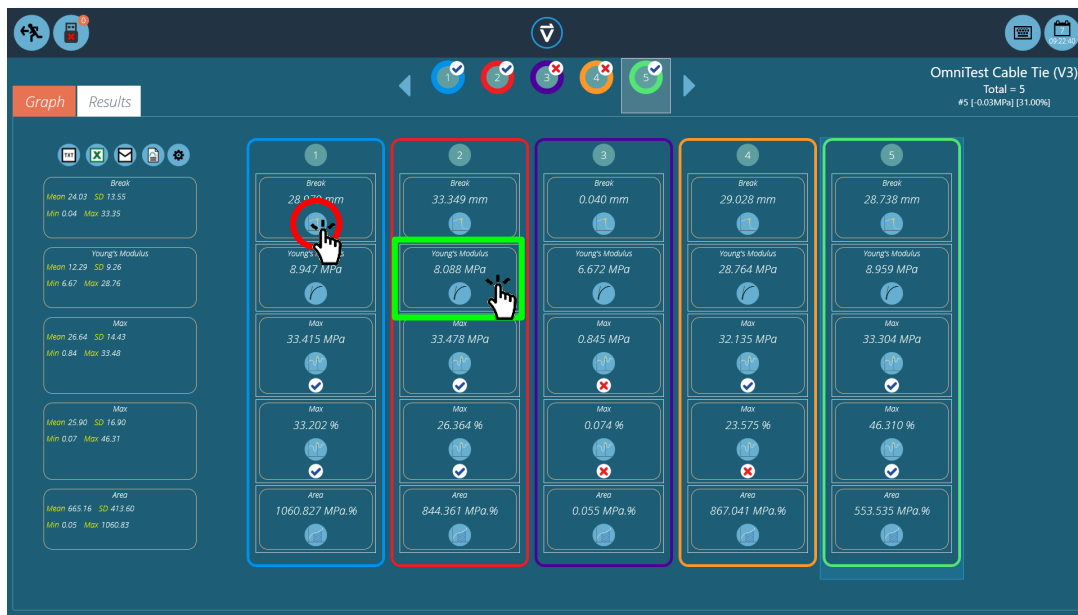 0
7
09:22:40
1
2
3
4
5
OmniTest Cable Tie (V3)
Total = 5
#5 [-0.03MPa] [31.00%]
Graph
Results
TXT
X
1
2
3
4
5
Break
Mean 24.03 SD 13.55
Min 0.04 Max 33.35
Break
28.970 mm
Break
33.349 mm
Break
0.040 mm
Break
29.028 mm
Break
28.738 mm
Young's Modulus
Mean 12.29 SD 9.26
Min 6.67 Max 28.76
Young's
8.947 MPa
Young's Modulus
8.088 MPa
Young's Modulus
6.672 MPa
Young's Modulus
28.764 MPa
Young's Modulus
8.959 MPa
Max
Mean 26.64 SD 14.43
Min 0.84 Max 33.48
Max
33.415 MPa
Max
33.478 MPa
Max
0.845 MPa
Max
32.135 MPa
Max
33.304 MPa
Max
Mean 25.90 SD 16.90
Min 0.07 Max 46.31
Max
33.202 %
Max
26.364 %
Max
0.074 %
Max
23.575 %
Max
46.310 %
Area
Mean 665.16 SD 413.60
Min 0.05 Max 1060.83
Area
1060.827 MPa.%
Area
844.361 MPa.%
Area
0.055 MPa.%
Area
867.041 MPa.%
Area
553.535 MPa.%